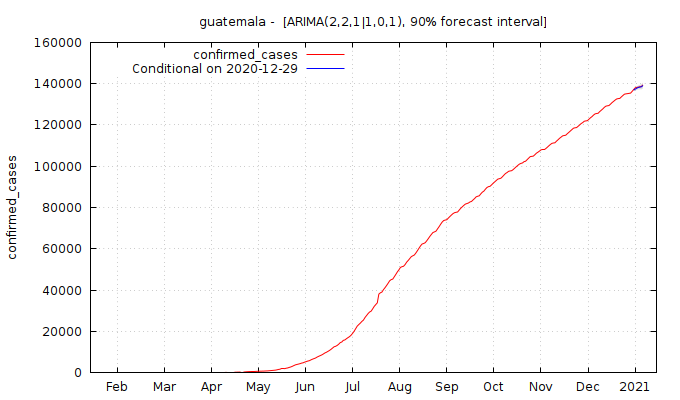 guatemala - [ARIMA(2,2,1|1,0,1), 90% forecast interval]
confirmed_cases
Conditional on 2020-12-29
confirmed_cases
160000
140000
120000
100000
80000
60000
40000
20000
0
Feb Mar Apr May Jun Jul Aug Sep Oct Nov Dec 2021